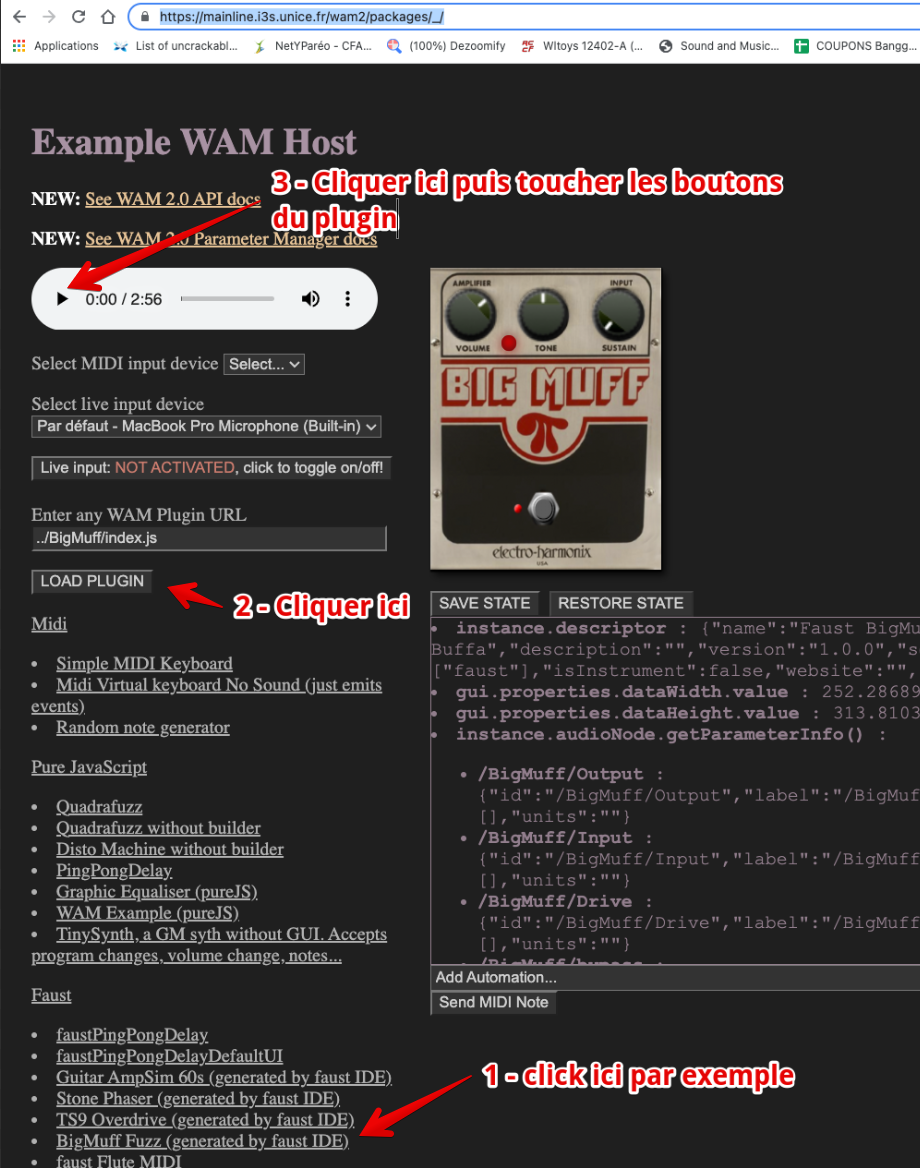 https://mainline.i3s.unice.fr/wam2/packages/_/
Applications
List of uncrackabl...
NetYParéo - CFA...
(100%) Dezoomify
Wltoys 12402-A (...
Sound and Music...
COUPONS Bangg...
Example WAM Host
3 - Cliquer ici puis toucher les boutons
du plugin
NEW: See WAM 2.0 API docs
NEW: See WAM 2.0 Parameter Manager docs
0:00 / 2:56
AMPLIFIER
INPUT
VOLUME
TONE
SUSTAIN
BIG MUFF
π
electro-harmonix
USA
Select MIDI input device Select...
Select live input device
Par défaut - MacBook Pro Microphone (Built-in)
Live input: NOT ACTIVATED, click to toggle on/off!
Enter any WAM Plugin URL
../BigMuff/index.js
LOAD PLUGIN
2 - Cliquer ici
SAVE STATE
RESTORE STATE
Midi
• Simple MIDI Keyboard
• Midi Virtual keyboard No Sound (just emits
events)
• Random note generator
Pure JavaScript
• Quadrafuzz
• Quadrafuzz without builder
• Disto Machine without builder
• PingPongDelay
• Graphic Equaliser (pureJS)
• WAM Example (pureJS)
• TinySynth, a GM syth without GUI. Accepts
program changes, volume change, notes...
Faust
• faustPingPongDelay
• faustPingPongDelayDefaultUI
• Guitar AmpSim 60s (generated by faust IDE)
• Stone Phaser (generated by faust IDE)
• TS9 Overdrive (generated by faust IDE)
• BigMuff Fuzz (generated by faust IDE)
• faust Flute MIDI
• instance.descriptor : {"name":"Faust BigMu
Buffa","description":"","version":"1.0.0","s
["faust"],"isInstrument":false,"website":"",
• gui.properties.dataWidth.value : 252.28689
• gui.properties.dataHeight.value : 313.8103
• instance.audioNode.getParameterInfo() :
• /BigMuff/Output :
{"id":"/BigMuff/Output","label":"/BigMuf
[],"units":""}
• /BigMuff/Input :
{"id":"/BigMuff/Input","label":"/BigMuff
[],"units":""}
• /BigMuff/Drive :
{"id":"/BigMuff/Drive","label":"/BigMuff
[],"units":""}
• /BigMuff/bypass :
Add Automation...
Send MIDI Note
1 - click ici par exemple